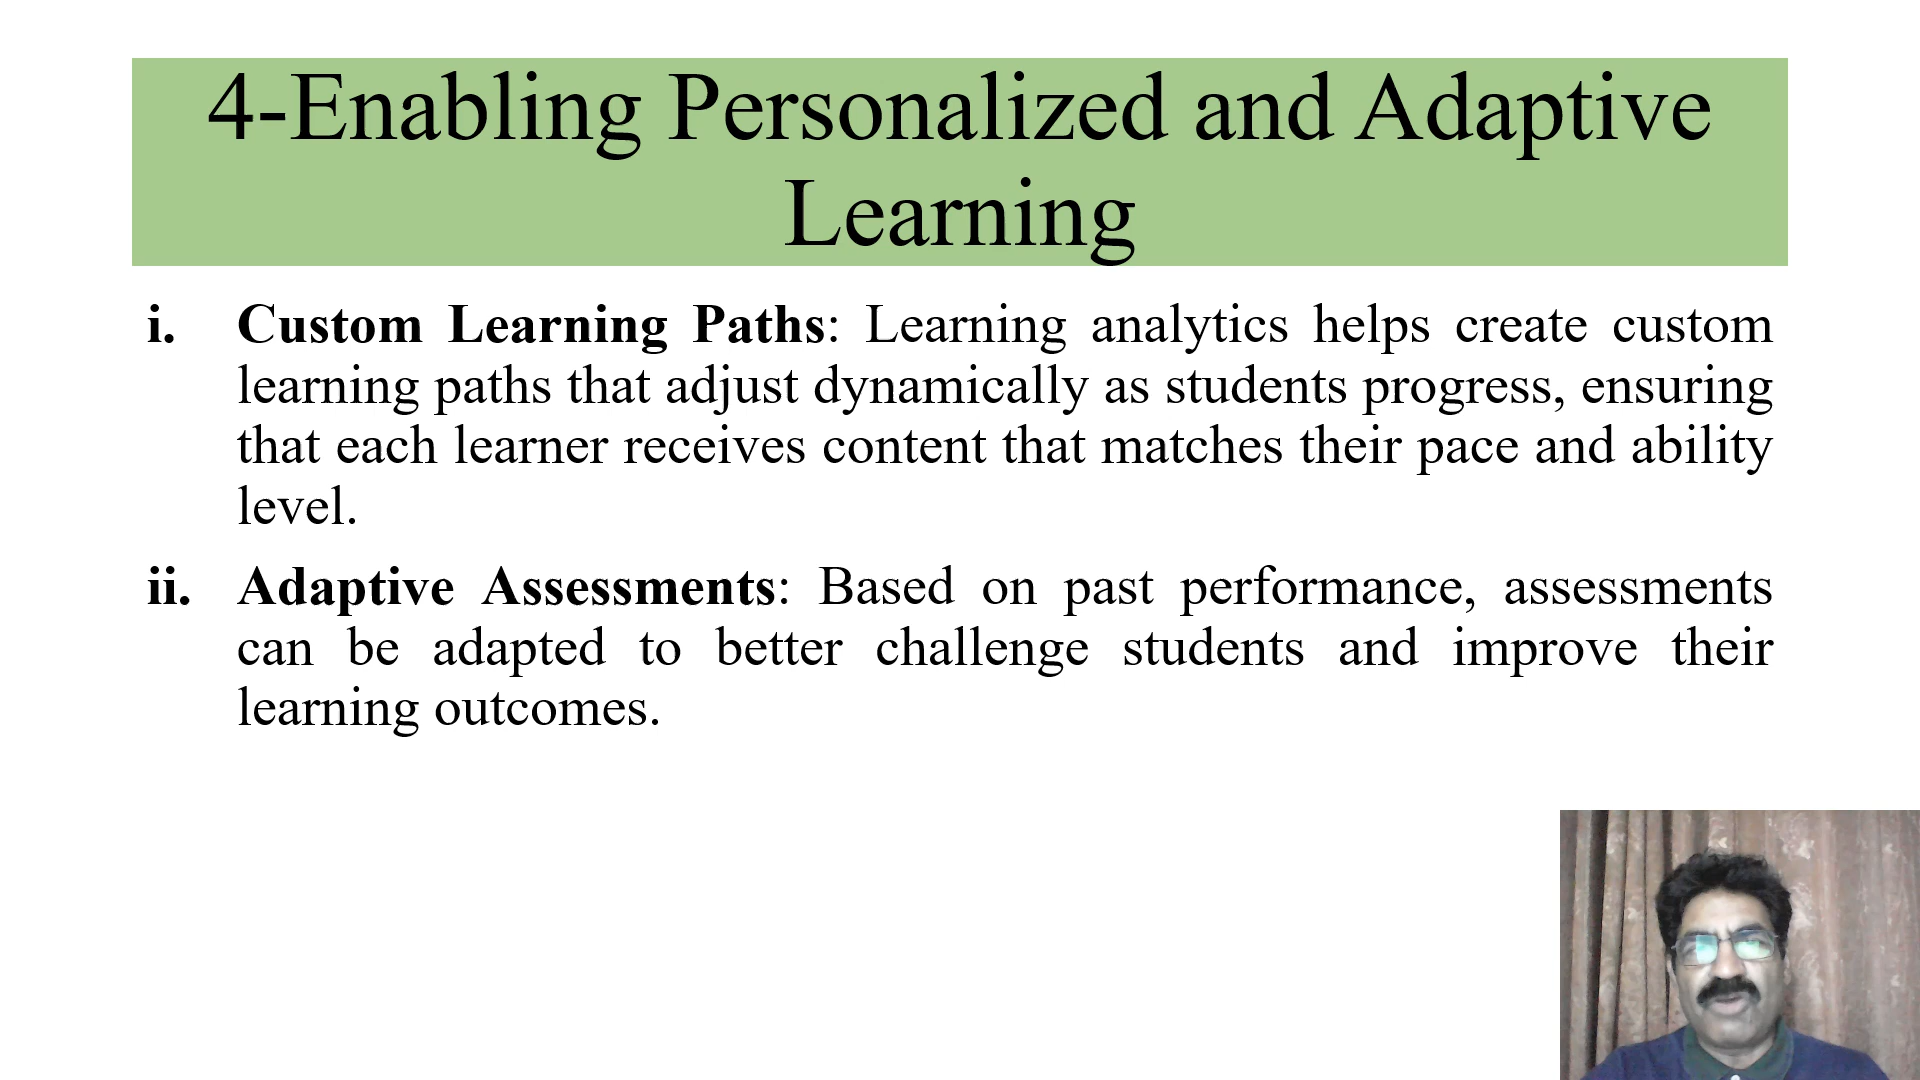 4-Enabling Personalized and Adaptive
Learning
i. Custom Learning Paths: Learning analytics helps create custom
learning paths that adjust dynamically as students progress, ensuring
that each learner receives content that matches their pace and ability
level.
ii. Adaptive Assessments: Based on past performance, assessments
can be adapted to better challenge students and improve their
learning outcomes.